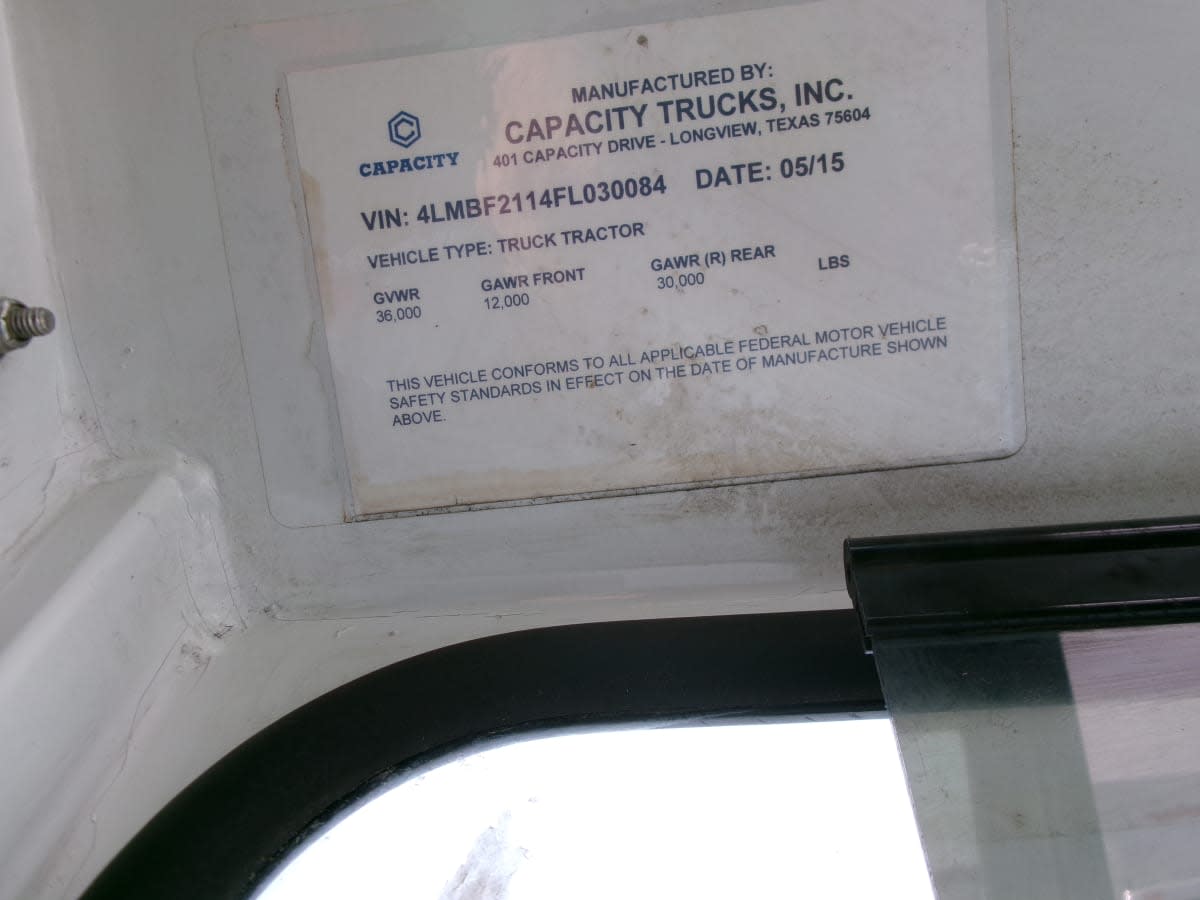 MANUFACTURED BY:
CAPACITY TRUCKS, INC.
401 CAPACITY DRIVE - LONGVIEW, TEXAS 75604
CAPACITY
VIN: 4LMBF2114FL030084 DATE: 05/15
VEHICLE TYPE: TRUCK TRACTOR
GVWR GAWR FRONT GAWR (R) REAR LBS
36,000 12,000 30,000
THIS VEHICLE CONFORMS TO ALL APPLICABLE FEDERAL MOTOR VEHICLE
SAFETY STANDARDS IN EFFECT ON THE DATE OF MANUFACTURE SHOWN
ABOVE.